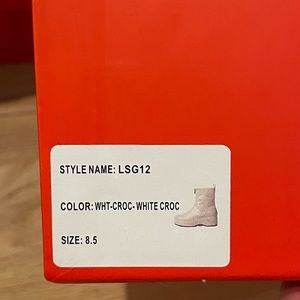 STYLE NAME: LSG12
COLOR: WHT-CROC-WHITE CROC
SIZE: 8.5